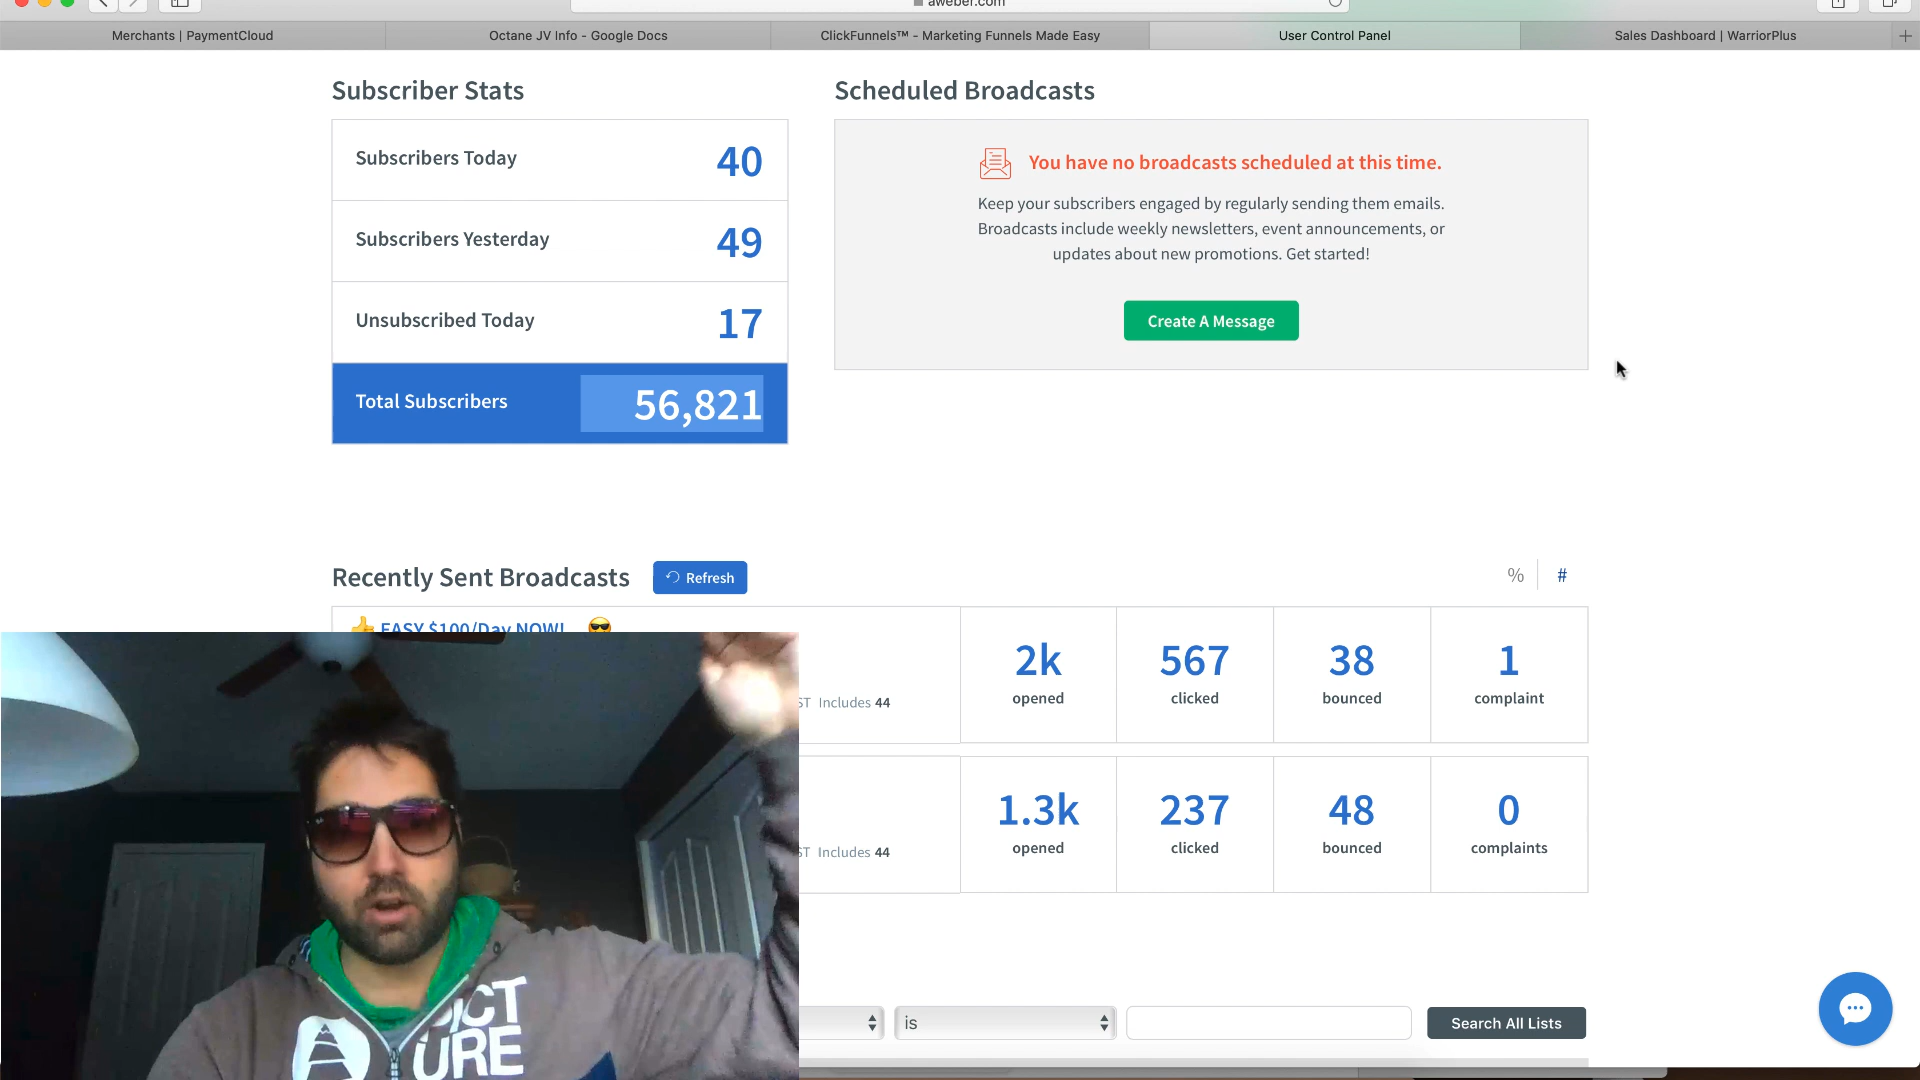 aweber.com
Merchants | PaymentCloud
Octane JV Info - Google Docs
ClickFunnels™ - Marketing Funnels Made Easy
User Control Panel
Sales Dashboard | WarriorPlus
Subscriber Stats
Subscribers Today 40
Subscribers Yesterday 49
Unsubscribed Today 17
Total Subscribers 56,821
Scheduled Broadcasts
You have no broadcasts scheduled at this time.
Keep your subscribers engaged by regularly sending them emails.
Broadcasts include weekly newsletters, event announcements, or
updates about new promotions. Get started!
Create A Message
Recently Sent Broadcasts
Refresh
% #
👍 EASY $100/Day NOW! 😎
Includes 44
2k
opened
567
clicked
38
bounced
1
complaint
Includes 44
1.3k
opened
237
clicked
48
bounced
0
complaints
is
Search All Lists